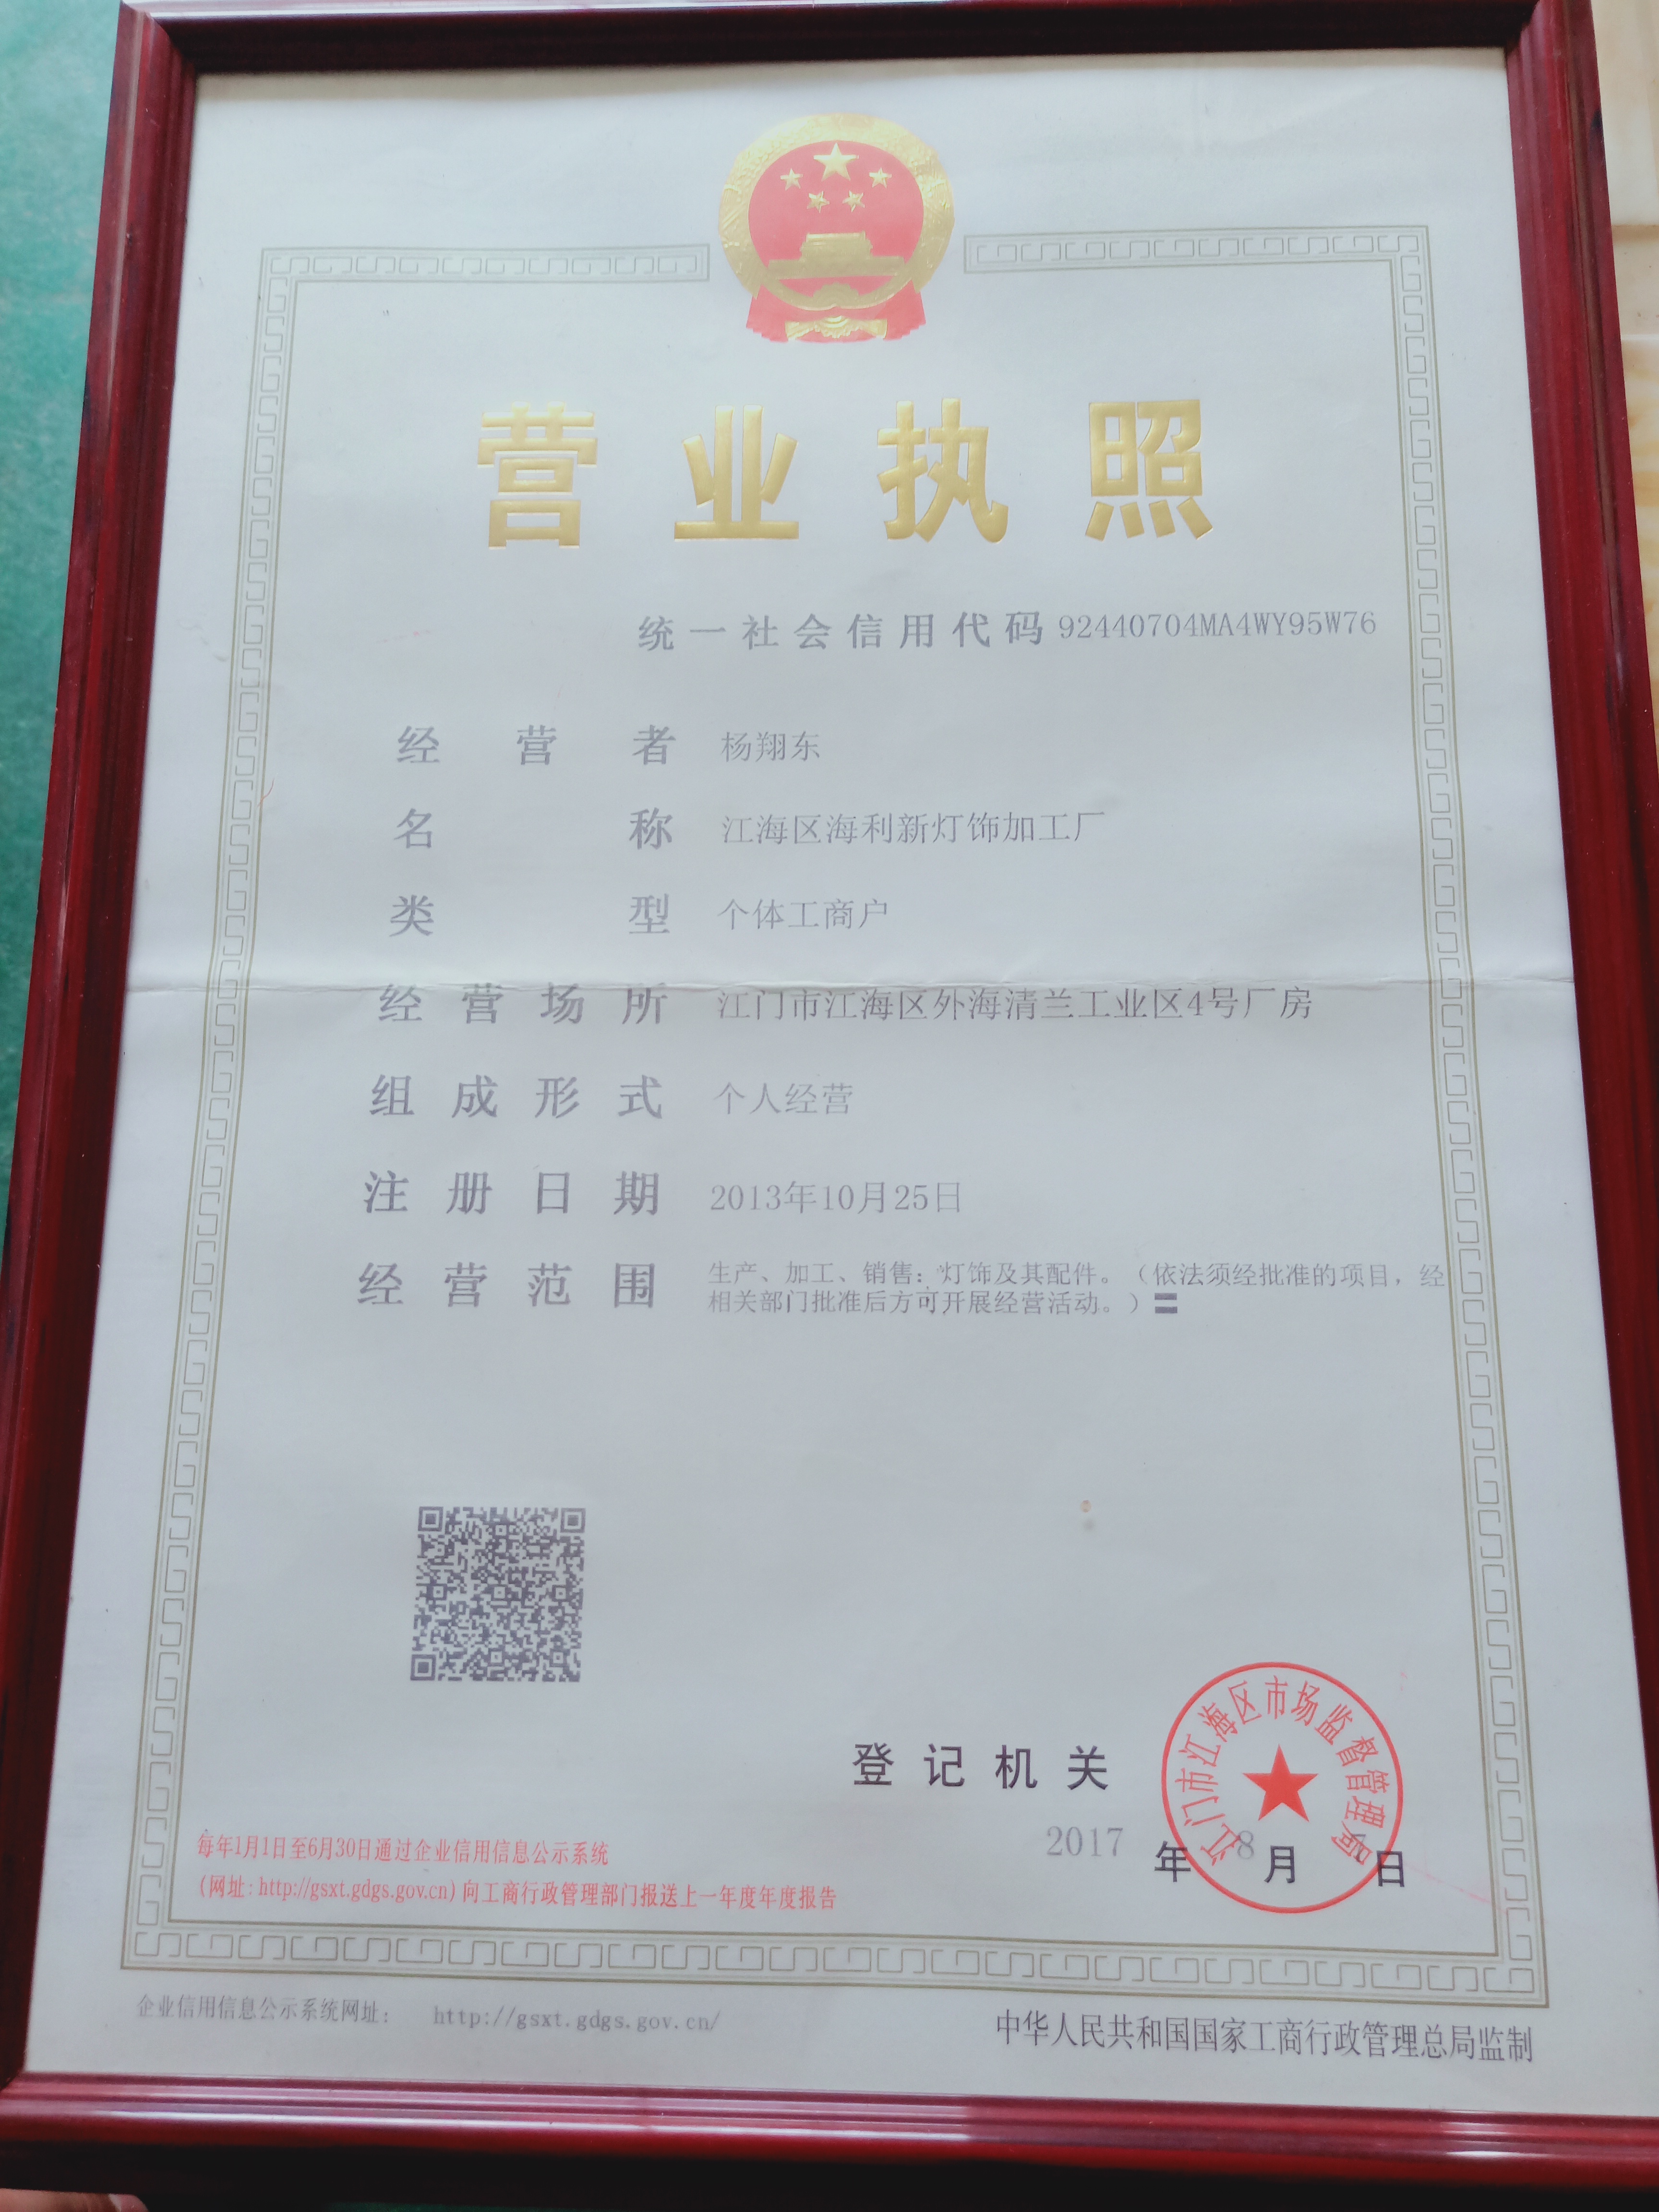 营业执照
统一社会信用代码 92440704MA4WY95W76
经营者 杨翔东
名称 江海区海利新灯饰加工厂
类型 个体工商户
经营场所 江门市江海区外海清兰工业区4号厂房
组成形式 个人经营
注册日期 2013年10月25日
经营范围 生产、加工、销售：灯饰及其配件。（依法须经批准的项目，经
相关部门批准后方可开展经营活动。）〓
江门市江海区市场监督管理局
登记机关
2017年8月 日
每年1月1日至6月30日通过企业信用信息公示系统
（网址：http://gsxt.gdgs.gov.cn）向工商行政管理部门报送上一年度年度报告
企业信用信息公示系统网址： http://gsxt.gdgs.gov.cn/
中华人民共和国国家工商行政管理总局监制